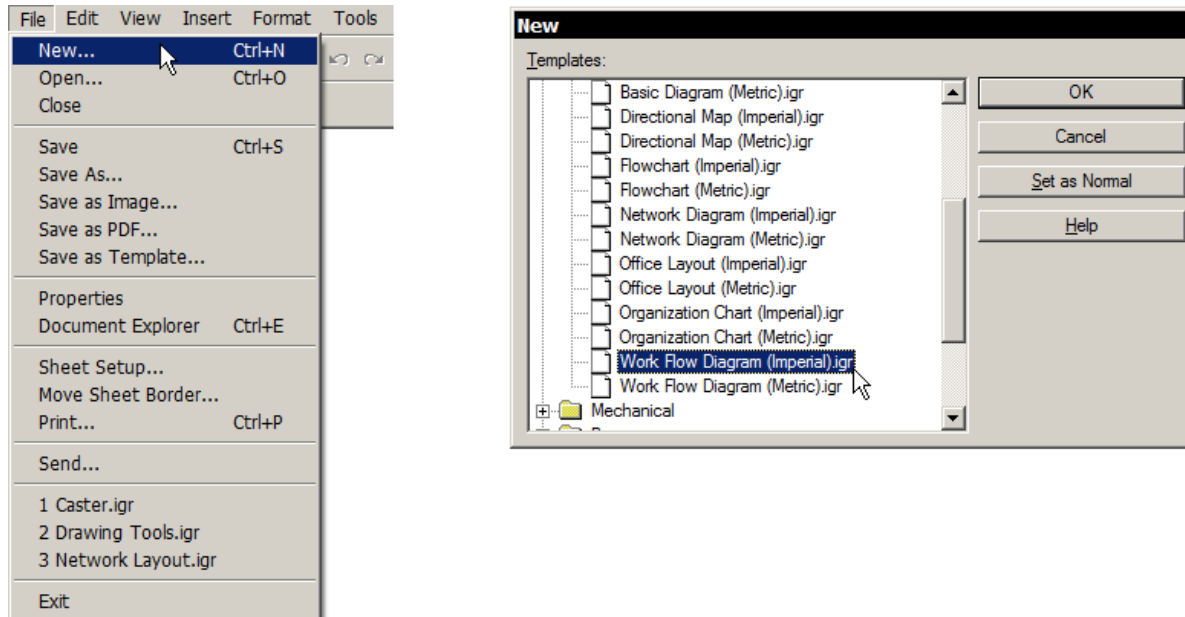 File Edit View Insert Format Tools
New... Ctrl+N
Open... Ctrl+O
Close
Save Ctrl+S
Save As...
Save as Image...
Save as PDF...
Save as Template...
Properties
Document Explorer Ctrl+E
Sheet Setup...
Move Sheet Border...
Print... Ctrl+P
Send...
1 Caster.igr
2 Drawing Tools.igr
3 Network Layout.igr
Exit
New
Templates:
Basic Diagram (Metric).igr
Directional Map (Imperial).igr
Directional Map (Metric).igr
Flowchart (Imperial).igr
Flowchart (Metric).igr
Network Diagram (Imperial).igr
Network Diagram (Metric).igr
Office Layout (Imperial).igr
Office Layout (Metric).igr
Organization Chart (Imperial).igr
Organization Chart (Metric).igr
Work Flow Diagram (Imperial).igr
Work Flow Diagram (Metric).igr
Mechanical
OK
Cancel
Set as Normal
Help